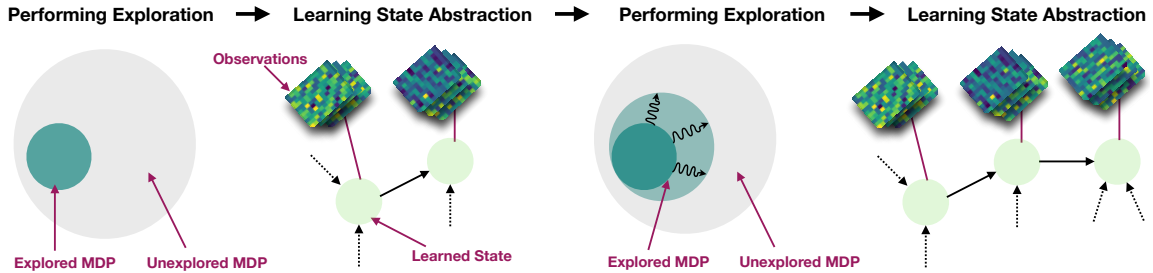 Performing Exploration
Learning State Abstraction
Performing Exploration
Learning State Abstraction
Observations
Explored MDP
Unexplored MDP
Learned State
Explored MDP
Unexplored MDP